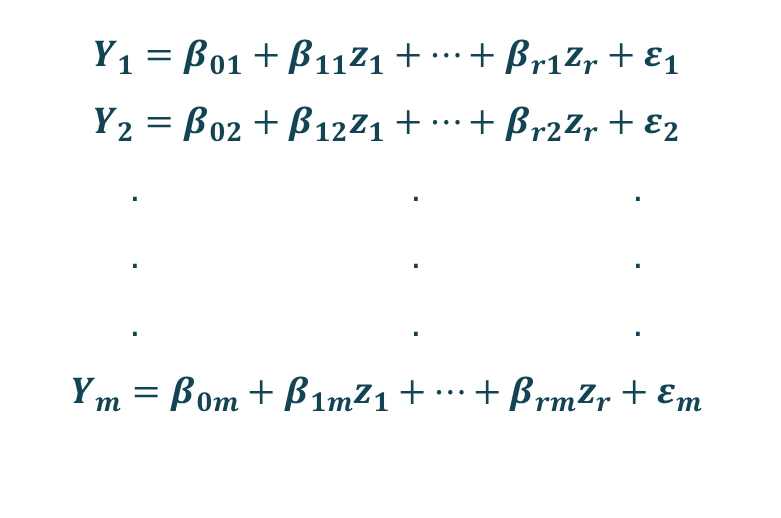 Y₁ = β₀₁ + β₁₁z₁ + ⋯ + βᵣ₁zᵣ + ε₁
Y₂ = β₀₂ + β₁₂z₁ + ⋯ + βᵣ₂zᵣ + ε₂
. . .
. . .
. . .
Yₘ = β₀ₘ + β₁ₘz₁ + ⋯ + βᵣₘzᵣ + εₘ